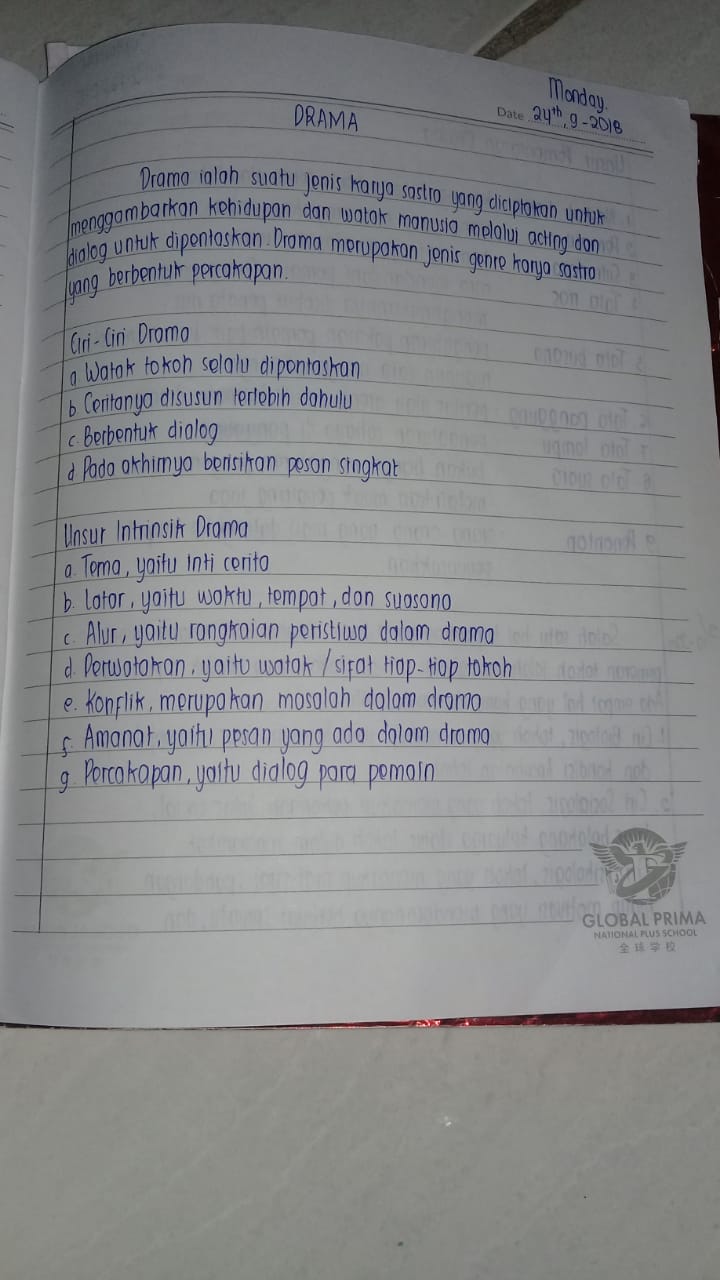 Monday.
Date 24th, 9-2018
DRAMA
Drama ialah suatu jenis karya sastra yang diciptakan untuk
menggambarkan kehidupan dan watak manusia melalui acting dan
dialog untuk dipentaskan. Drama merupakan jenis genre karya sastra
yang berbentuk percakapan.
Ciri-Ciri Drama
a Watak tokoh selalu dipentaskan
b Ceritanya disusun terlebih dahulu
c. Berbentuk dialog
d Pada akhirnya berisikan pesan singkat
Unsur Intrinsik Drama
a. Tema, yaitu inti cerita
b. Latar, yaitu waktu, tempat, dan suasana
c. Alur, yaitu rangkaian peristiwa dalam drama
d. Perwatakan, yaitu watak / sifat tiap-tiap tokoh
e. Konflik, merupakan masalah dalam drama
f. Amanat, yaitu pesan yang ada dalam drama
g. Percakapan, yaitu dialog para pemain
GLOBAL PRIMA
NATIONAL PLUS SCHOOL
全球学校